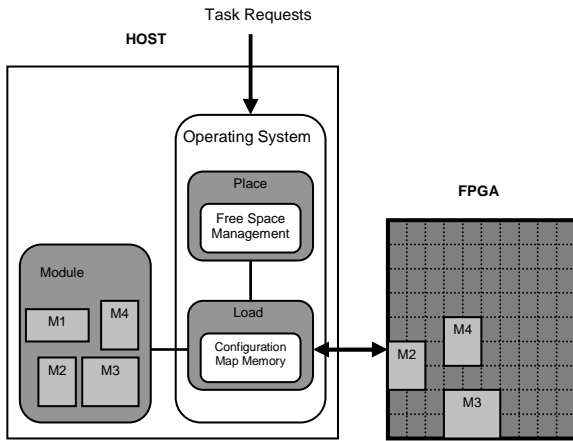 Task Requests
HOST
Operating System
Place
Free Space
Management
FPGA
Module
M1
M4
M2
M3
Load
Configuration
Map Memory
M2
M4
M3